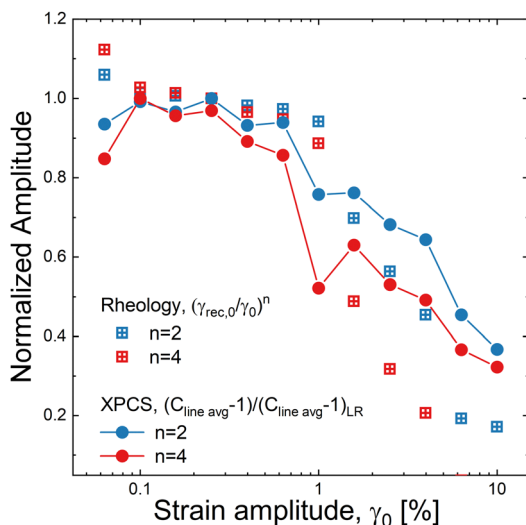 1.2
1.0
0.8
0.6
0.4
0.2
Normalized Amplitude
Rheology, (γrec,0/γ0)ⁿ
n=2
n=4
XPCS, (Cline avg-1)/(Cline avg-1)LR
n=2
n=4
0.1
1
10
Strain amplitude, γ0 [%]